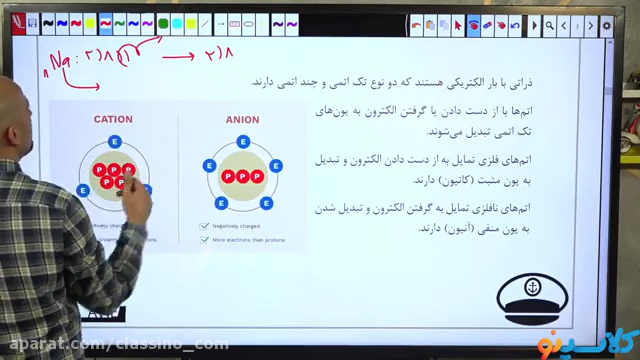 ₁₁Na: ۲)۸)۱) → ۲)۸
ذراتی با بار الکتریکی هستند که دو نوع تک اتمی و چند اتمی دارند.
اتم‌ها با از دست دادن یا گرفتن الکترون به یون‌های
تک اتمی تبدیل می‌شوند.
اتم‌های فلزی تمایل به از دست دادن الکترون و تبدیل
به یون مثبت (کاتیون) دارند.
اتم‌های نافلزی تمایل به گرفتن الکترون و تبدیل شدن
به یون منفی (آنیون) دارند.
CATION
E
P P P
P P
E E
ANION
E
E E
P P P
E E
Negatively charged.
More electrons than protons.
aparat.com/classino_com
کلاسینو